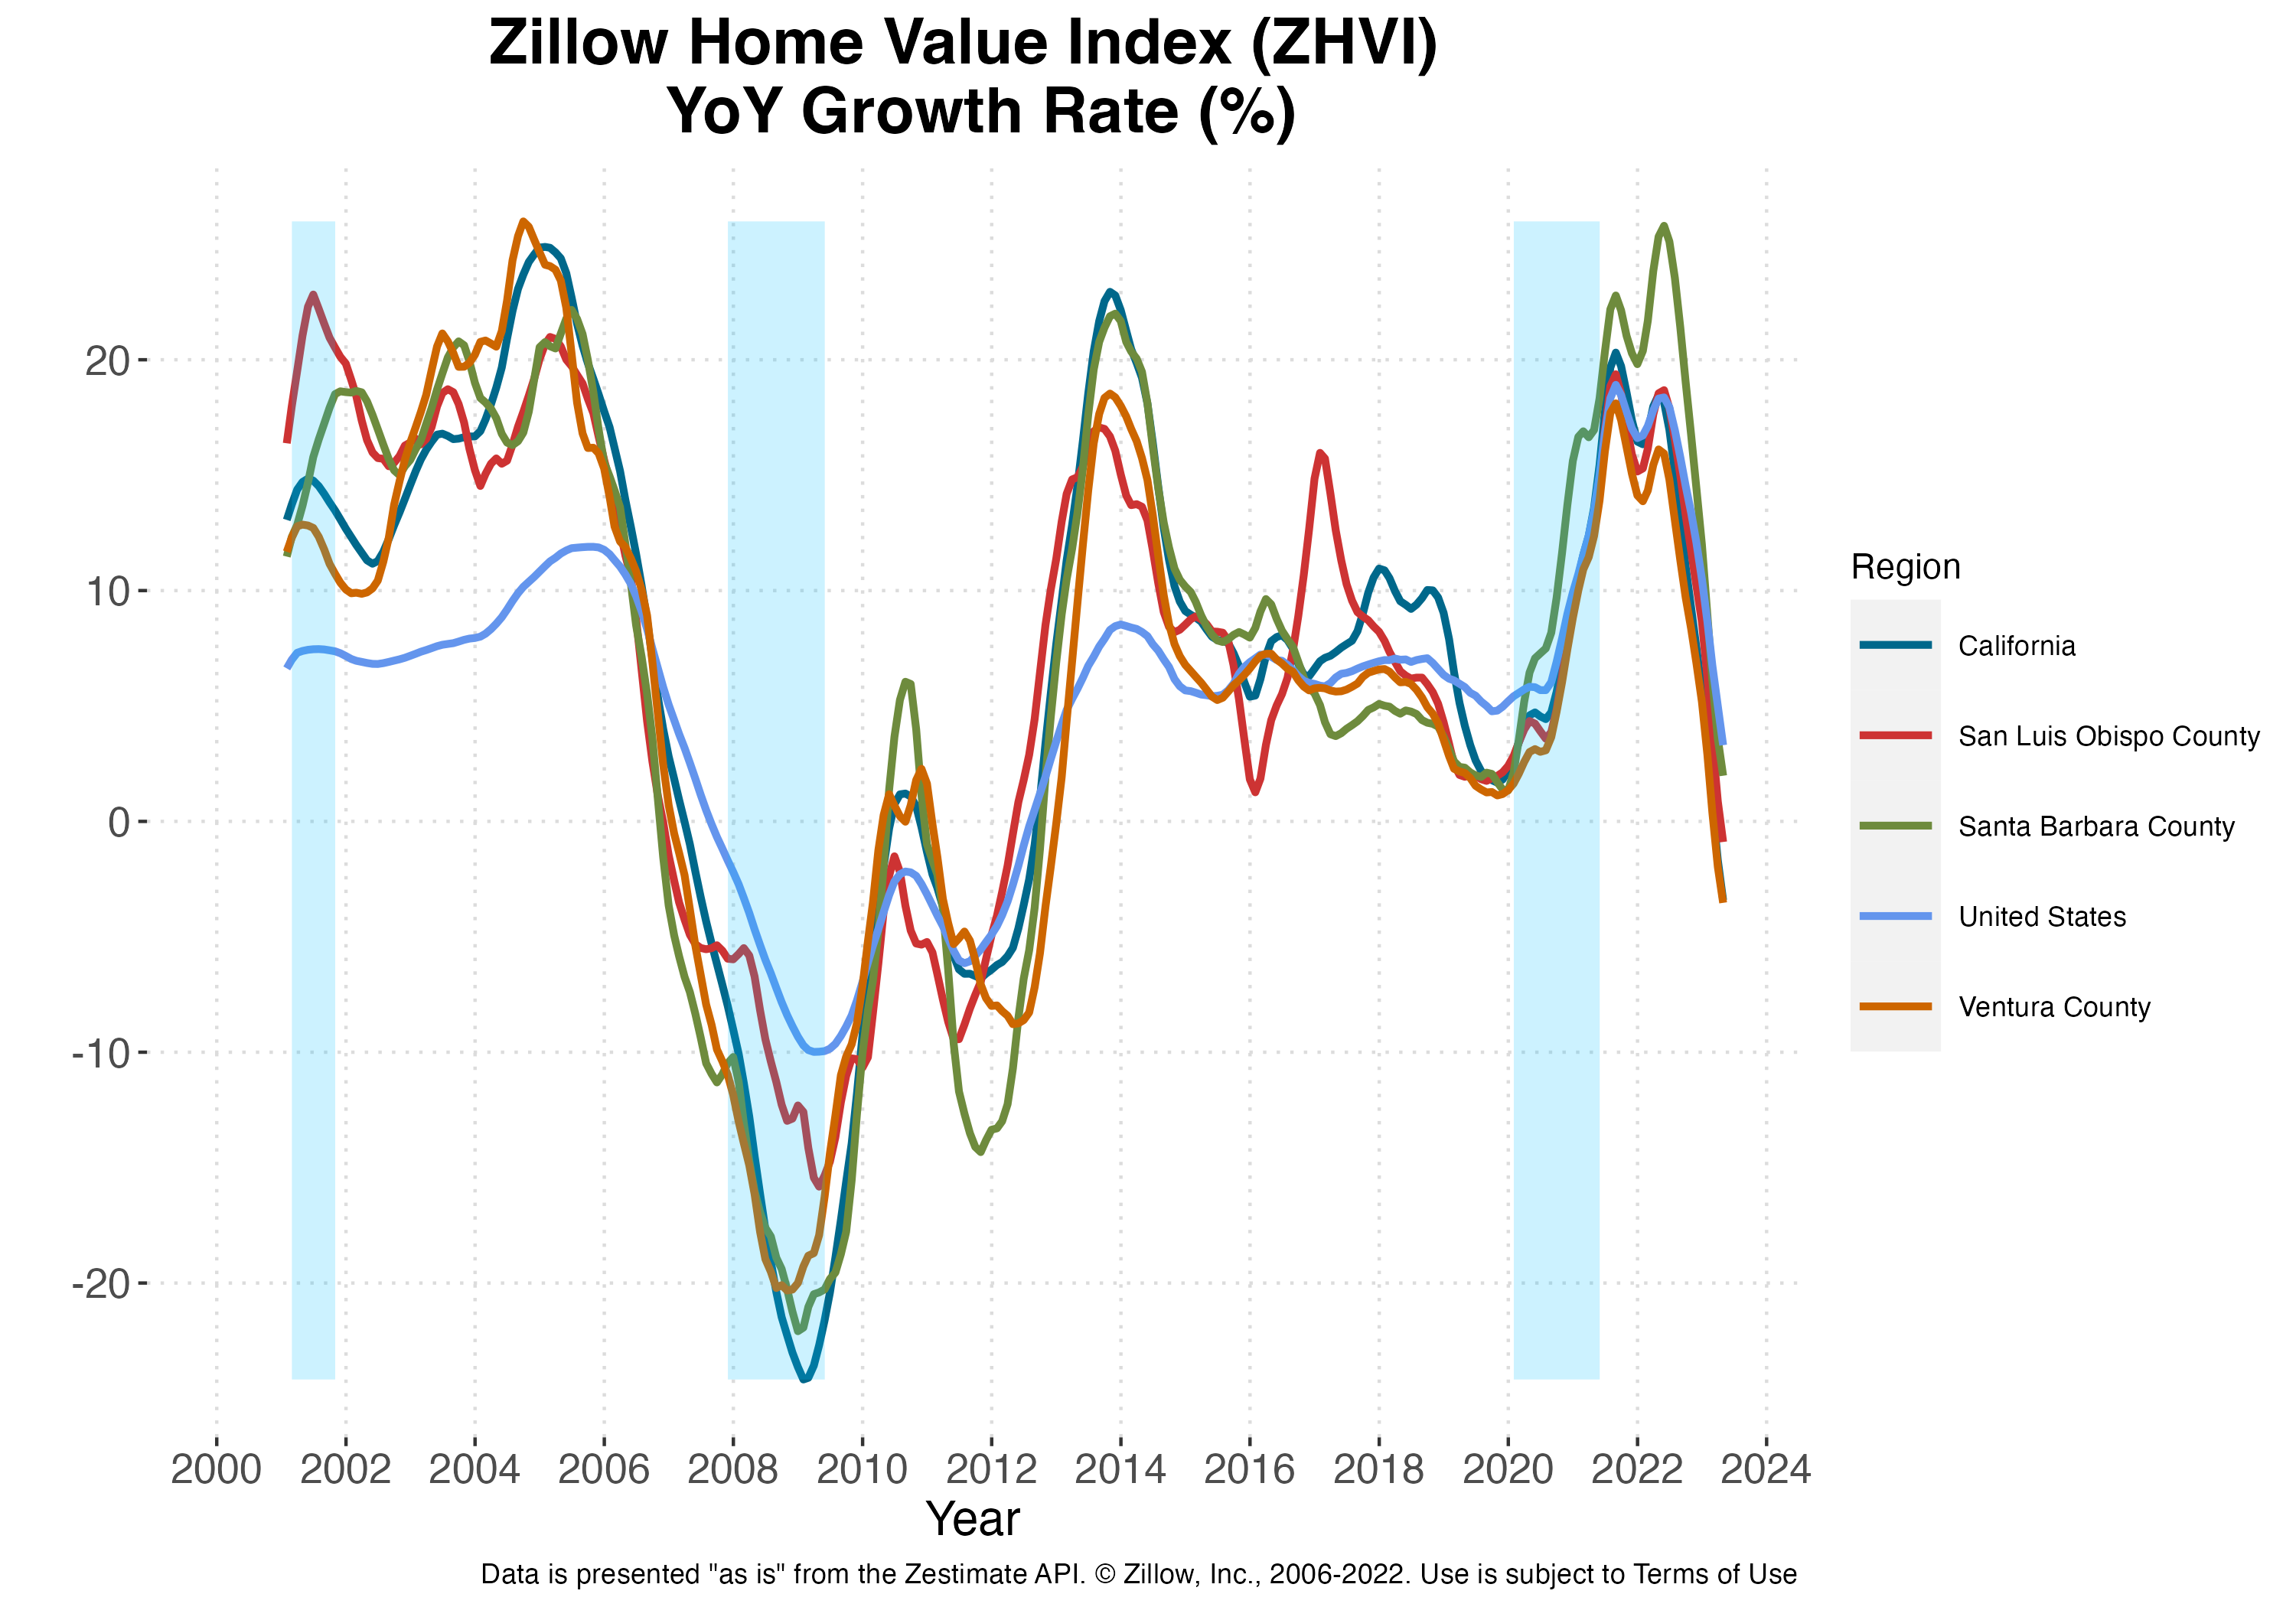 Zillow Home Value Index (ZHVI)
YoY Growth Rate (%)
20
10
0
-10
-20
2000 2002 2004 2006 2008 2010 2012 2014 2016 2018 2020 2022 2024
Year
Region
California
San Luis Obispo County
Santa Barbara County
United States
Ventura County
Data is presented "as is" from the Zestimate API. © Zillow, Inc., 2006-2022. Use is subject to Terms of Use